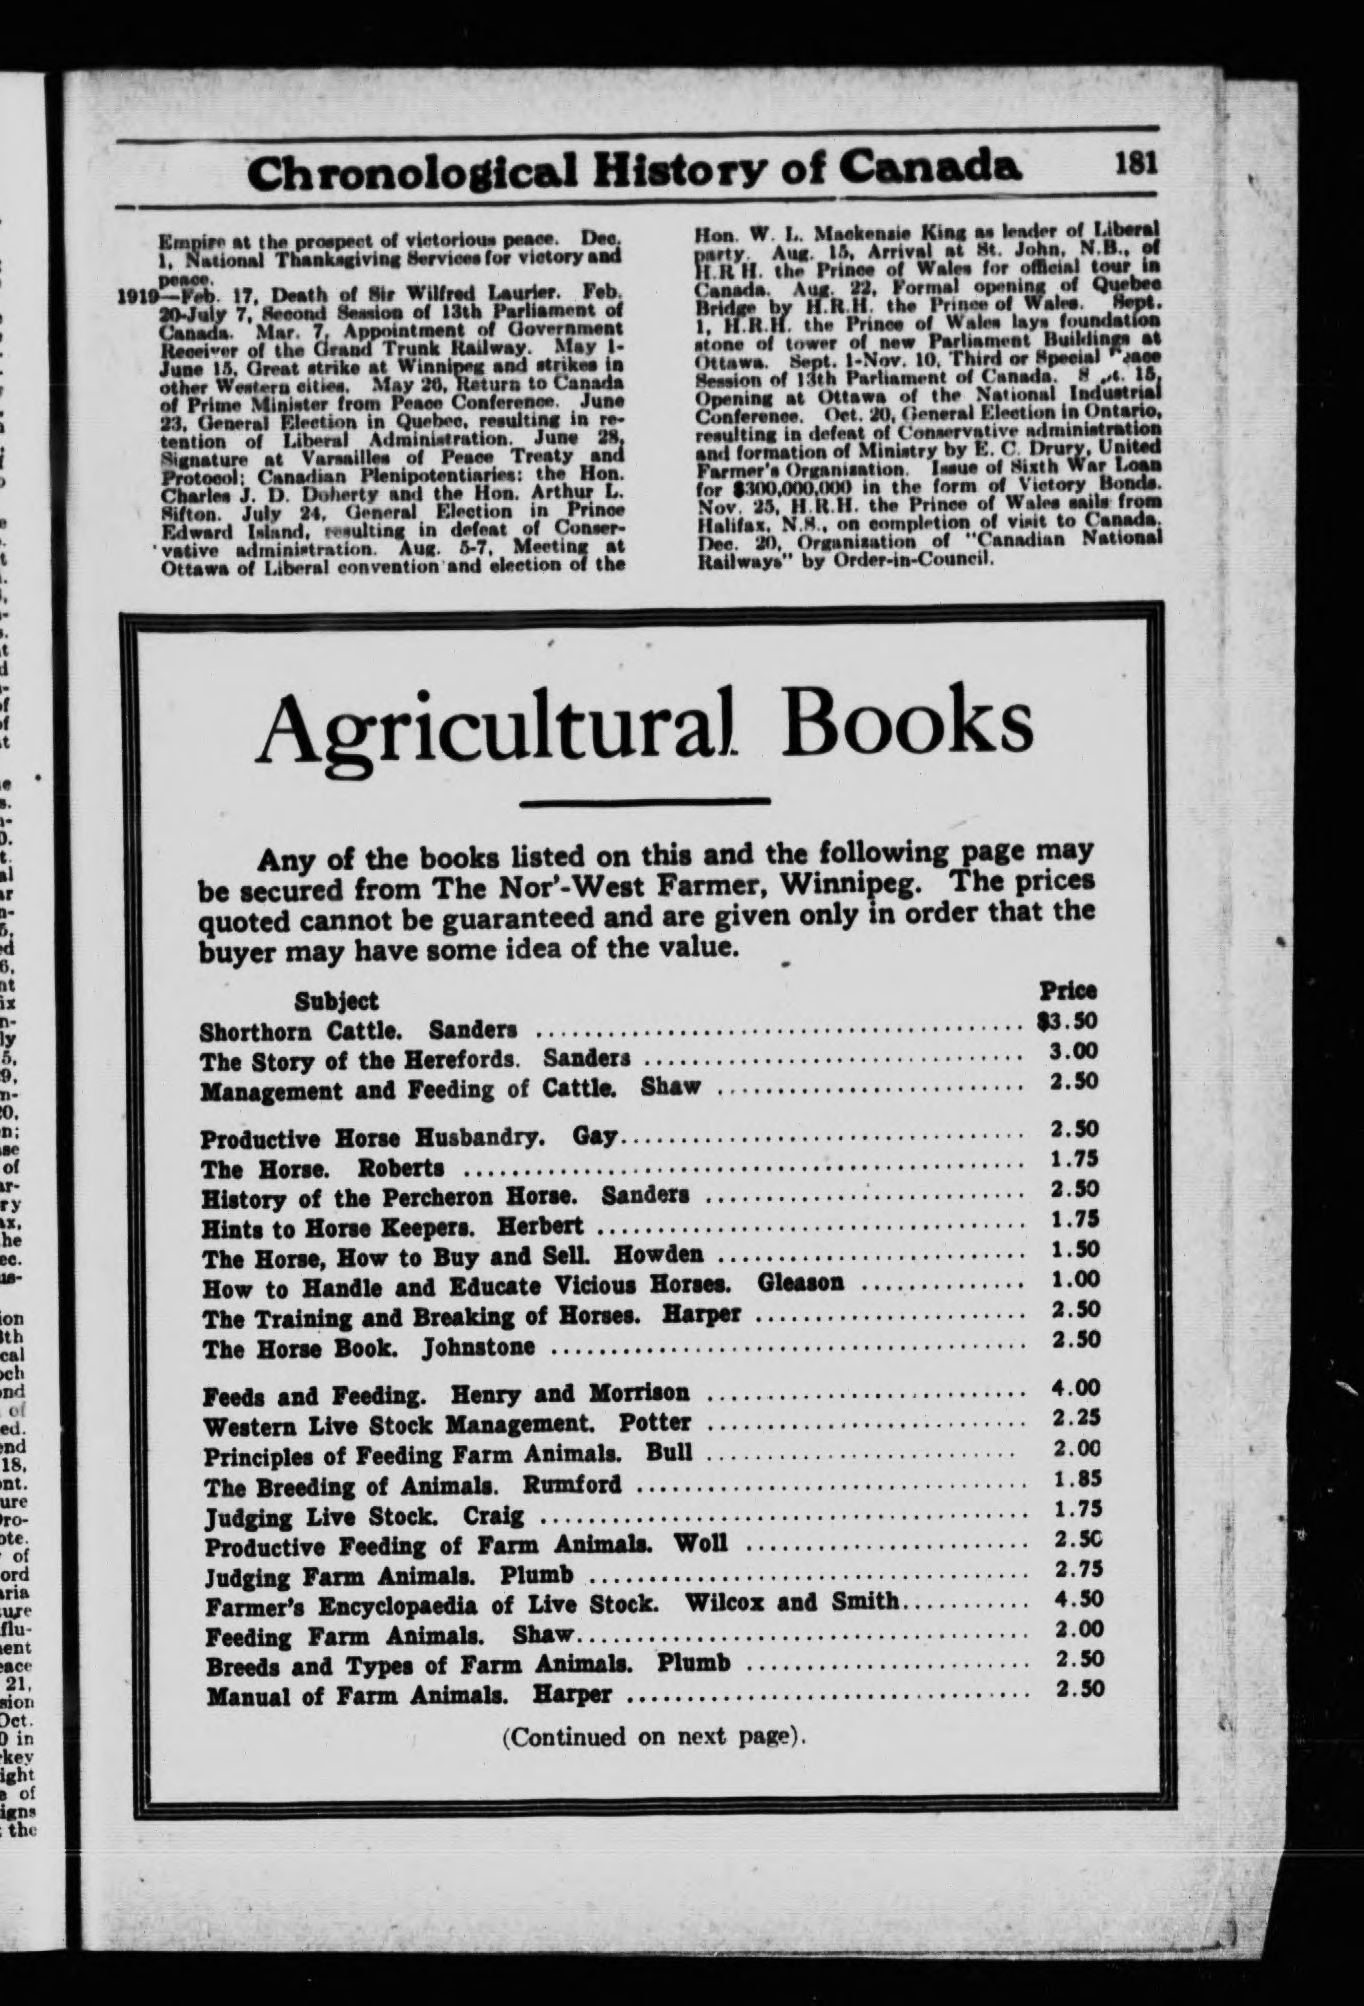 Chronological History of Canada 181
Empire at the prospect of victorious peace. Dec.
1, National Thanksgiving Services for victory and
peace.
1919—Feb. 17, Death of Sir Wilfred Laurier. Feb.
20-July 7, Second Session of 13th Parliament of
Canada. Mar. 7, Appointment of Government
Receiver of the Grand Trunk Railway. May 1-
June 15, Great strike at Winnipeg and strikes in
other Western cities. May 26, Return to Canada
of Prime Minister from Peace Conference. June
23, General Election in Quebec, resulting in re-
tention of Liberal Administration. June 28,
Signature at Varsailles of Peace Treaty and
Protocol; Canadian Plenipotentiaries: the Hon.
Charles J. D. Doherty and the Hon. Arthur L.
Sifton. July 24, General Election in Prince
Edward Island, resulting in defeat of Conser-
vative administration. Aug. 5-7, Meeting at
Ottawa of Liberal convention and election of the
Hon. W. L. Mackenzie King as leader of Liberal
party. Aug. 15, Arrival at St. John, N.B., of
H.R.H. the Prince of Wales for official tour in
Canada. Aug. 22, Formal opening of Quebec
Bridge by H.R.H. the Prince of Wales. Sept.
1, H.R.H. the Prince of Wales lays foundation
stone of tower of new Parliament Buildings at
Ottawa. Sept. 1-Nov. 10, Third or Special Peace
Session of 13th Parliament of Canada. Sept. 15,
Opening at Ottawa of the National Industrial
Conference. Oct. 20, General Election in Ontario,
resulting in defeat of Conservative administration
and formation of Ministry by E. C. Drury, United
Farmer's Organization. Issue of Sixth War Loan
for $300,000,000 in the form of Victory Bonds.
Nov. 25, H.R.H. the Prince of Wales sails from
Halifax, N.S., on completion of visit to Canada.
Dec. 20, Organization of "Canadian National
Railways" by Order-in-Council.
Agricultural Books
Any of the books listed on this and the following page may
be secured from The Nor'-West Farmer, Winnipeg. The prices
quoted cannot be guaranteed and are given only in order that the
buyer may have some idea of the value.
Subject Price
Shorthorn Cattle. Sanders $3.50
The Story of the Herefords. Sanders 3.00
Management and Feeding of Cattle. Shaw 2.50
Productive Horse Husbandry. Gay 2.50
The Horse. Roberts 1.75
History of the Percheron Horse. Sanders 2.50
Hints to Horse Keepers. Herbert 1.75
The Horse, How to Buy and Sell. Howden 1.50
How to Handle and Educate Vicious Horses. Gleason 1.00
The Training and Breaking of Horses. Harper 2.50
The Horse Book. Johnstone 2.50
Feeds and Feeding. Henry and Morrison 4.00
Western Live Stock Management. Potter 2.25
Principles of Feeding Farm Animals. Bull 2.00
The Breeding of Animals. Rumford 1.85
Judging Live Stock. Craig 1.75
Productive Feeding of Farm Animals. Woll 2.50
Judging Farm Animals. Plumb 2.75
Farmer's Encyclopaedia of Live Stock. Wilcox and Smith 4.50
Feeding Farm Animals. Shaw 2.00
Breeds and Types of Farm Animals. Plumb 2.50
Manual of Farm Animals. Harper 2.50
(Continued on next page).